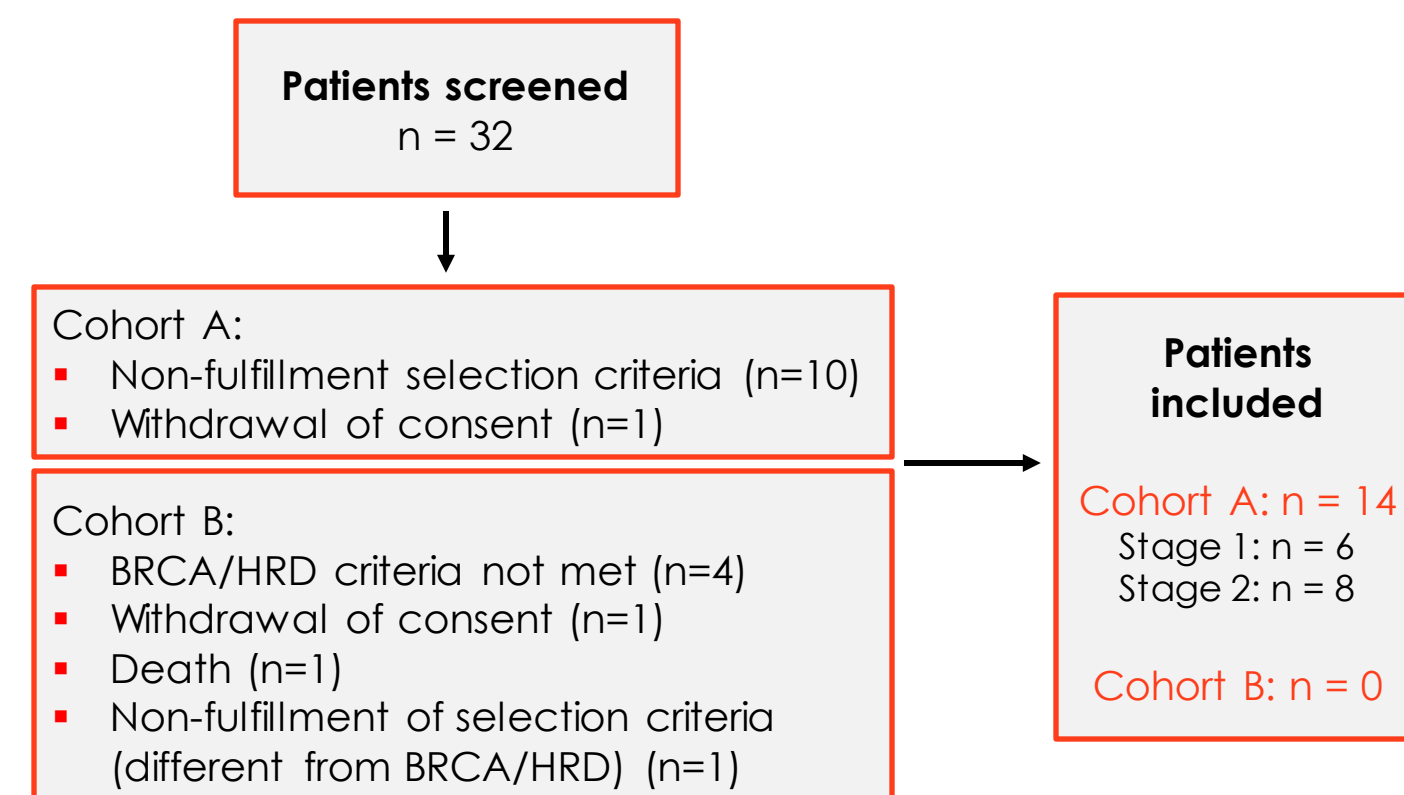 Patients screened
n = 32
Cohort A:
▪ Non-fulfillment selection criteria (n=10)
▪ Withdrawal of consent (n=1)
Cohort B:
▪ BRCA/HRD criteria not met (n=4)
▪ Withdrawal of consent (n=1)
▪ Death (n=1)
▪ Non-fulfillment of selection criteria
(different from BRCA/HRD) (n=1)
Patients
included
Cohort A: n = 14
Stage 1: n = 6
Stage 2: n = 8
Cohort B: n = 0